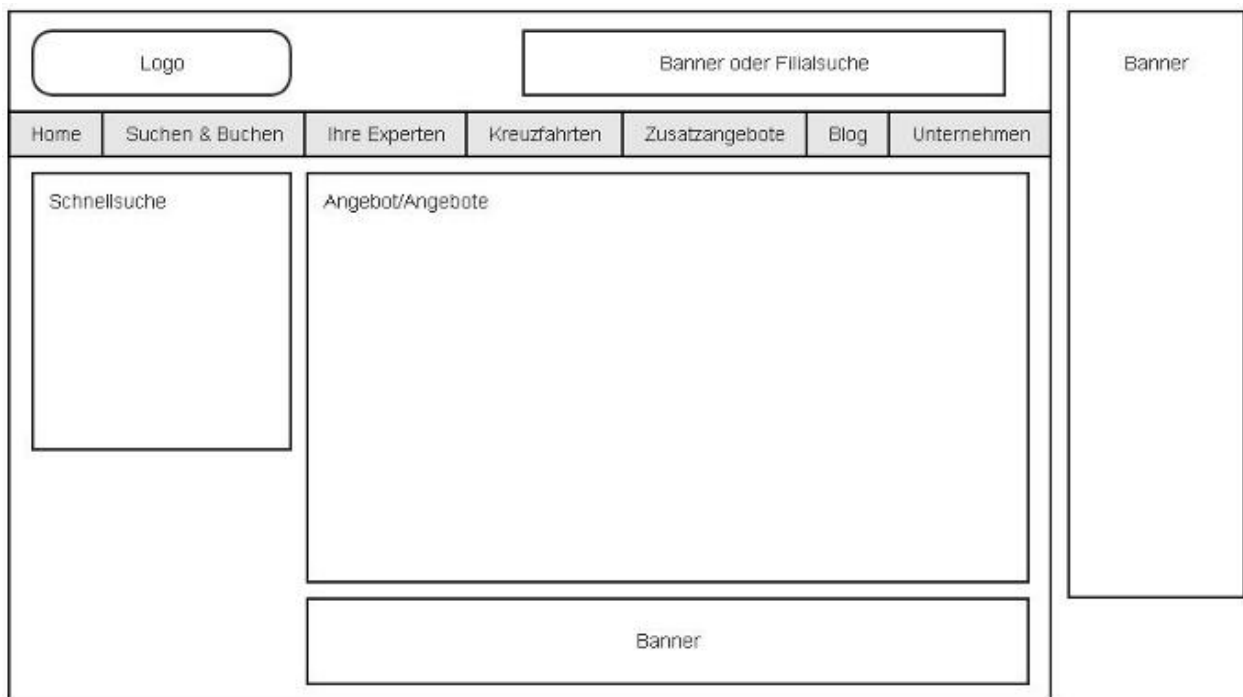 Logo
Banner oder Filialsuche
Banner
Home
Suchen & Buchen
Ihre Experten
Kreuzfahrten
Zusatzangebote
Blog
Unternehmen
Schnellsuche
Angebot/Angebote
Banner